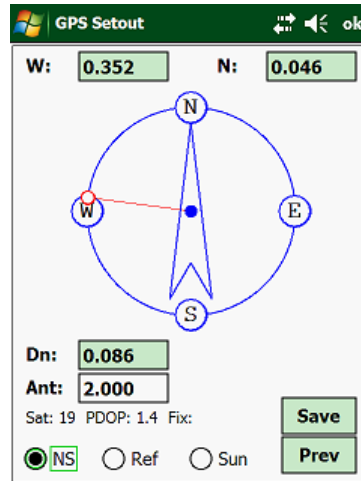 GPS Setout ok
W: 0.352 N: 0.046
N
W E
S
Dn: 0.086
Ant: 2.000
Sat: 19 PDOP: 1.4 Fix:
Save
NS Ref Sun Prev